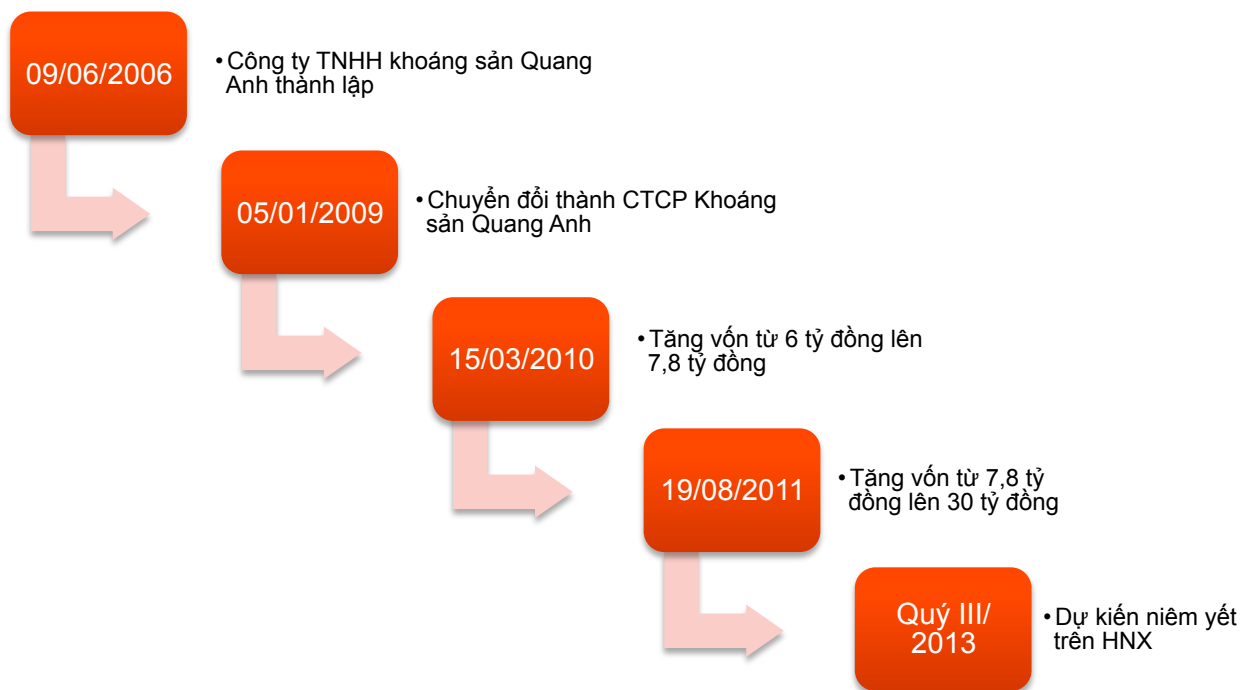 09/06/2006
• Công ty TNHH khoáng sản Quang
Anh thành lập
05/01/2009
• Chuyển đổi thành CTCP Khoáng
sản Quang Anh
15/03/2010
• Tăng vốn từ 6 tỷ đồng lên
7,8 tỷ đồng
19/08/2011
• Tăng vốn từ 7,8 tỷ
đồng lên 30 tỷ đồng
Quý III/
2013
• Dự kiến niêm yết
trên HNX